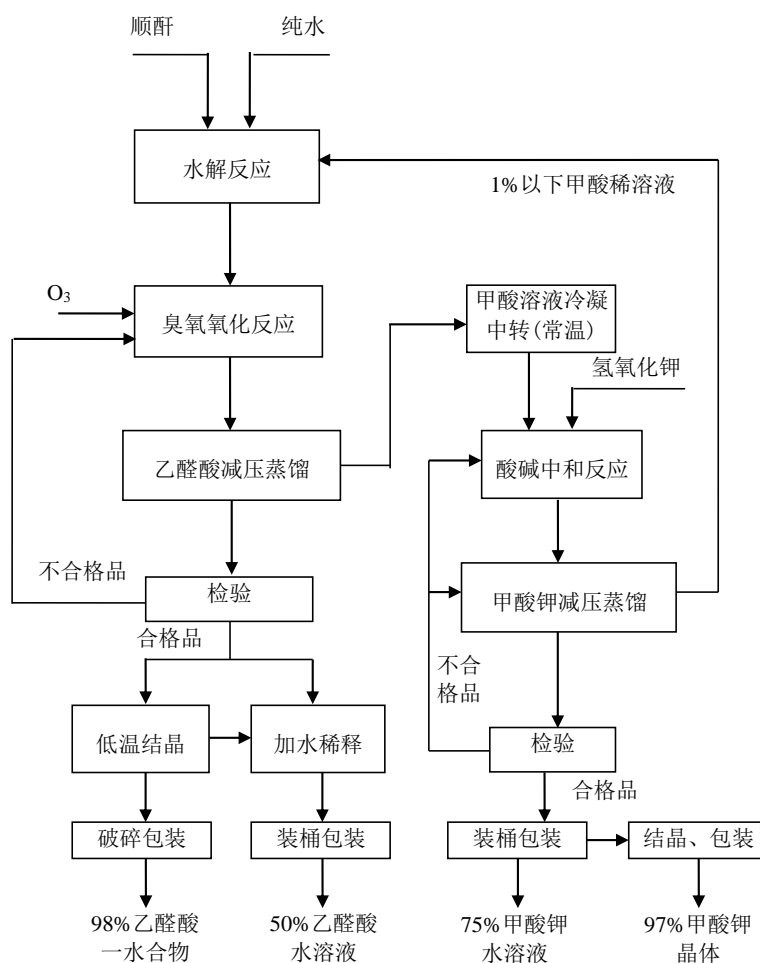 顺酐
纯水
水解反应
1%以下甲酸稀溶液
O₃
臭氧氧化反应
甲酸溶液冷凝
中转(常温)
氢氧化钾
乙醛酸减压蒸馏
酸碱中和反应
不合格品
检验
甲酸钾减压蒸馏
合格品
不合
格品
低温结晶
加水稀释
检验
合格品
破碎包装
装桶包装
装桶包装
结晶、包装
98%乙醛酸
一水合物
50%乙醛酸
水溶液
75%甲酸钾
水溶液
97%甲酸钾
晶体